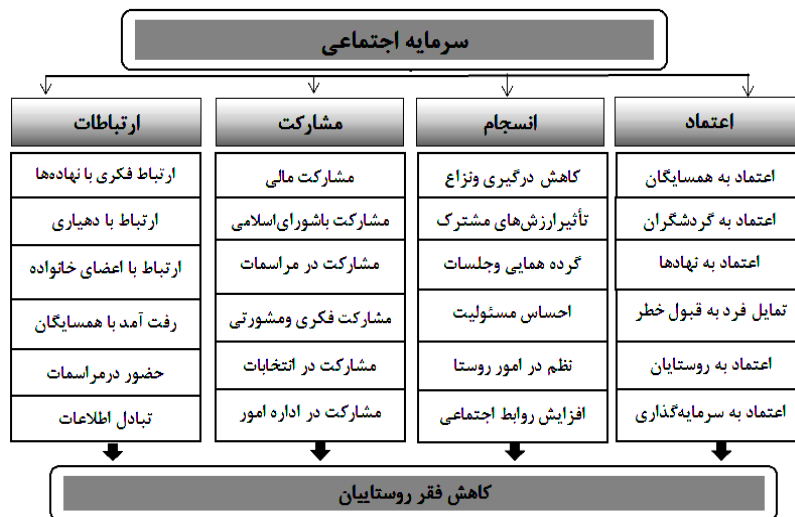 سرمایه اجتماعی
اعتماد
اعتماد به همسایگان
اعتماد به گردشگران
اعتماد به نهادها
تمایل فرد به قبول خطر
اعتماد به روستایان
اعتماد به سرمایه‌گذاری
انسجام
کاهش درگیری ونزاع
تأثیرارزش‌های مشترک
گرده همایی وجلسات
احساس مسئولیت
نظم در امور روستا
افزایش روابط اجتماعی
مشارکت
مشارکت مالی
مشارکت باشورای‌اسلامی
مشارکت در مراسمات
مشارکت فکری ومشورتی
مشارکت در انتخابات
مشارکت در اداره امور
ارتباطات
ارتباط فکری با نهادها
ارتباط با دهیاری
ارتباط با اعضای خانواده
رفت آمد با همسایگان
حضور درمراسمات
تبادل اطلاعات
کاهش فقر روستاییان